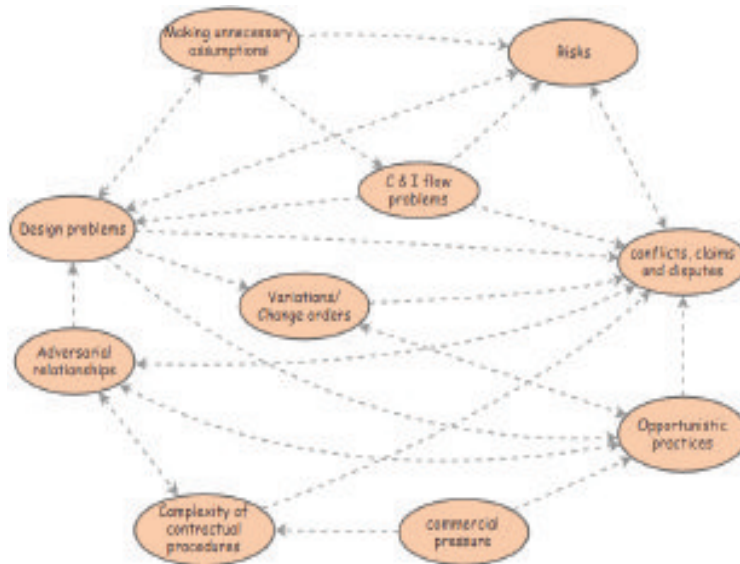 Making unnecessary
assumptions
Risks
C & I flow
problems
Design problems
conflicts, claims
and disputes
Variations/
Change orders
Adversarial
relationships
Opportunistic
practices
Complexity of
contractual
procedures
commercial
pressure